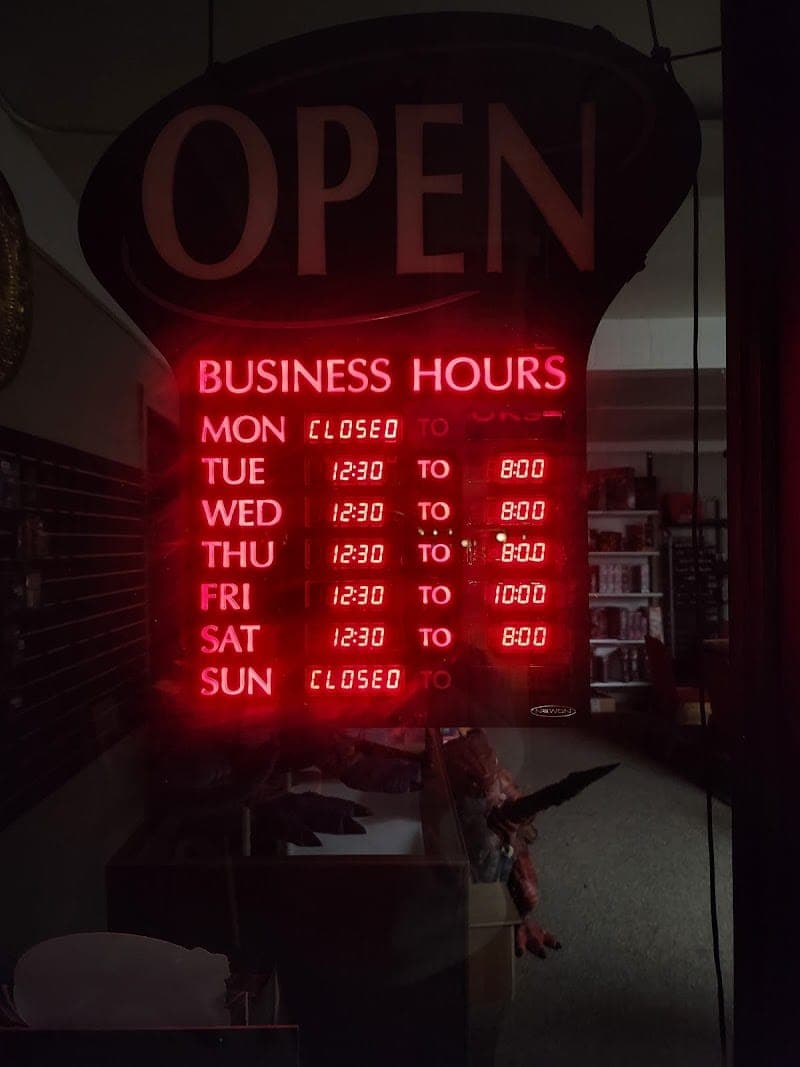 OPEN
BUSINESS HOURS
MON CLOSED TO
TUE 12:30 TO 8:00
WED 12:30 TO 8:00
THU 12:30 TO 8:00
FRI 12:30 TO 10:00
SAT 12:30 TO 8:00
SUN CLOSED TO
NEWON